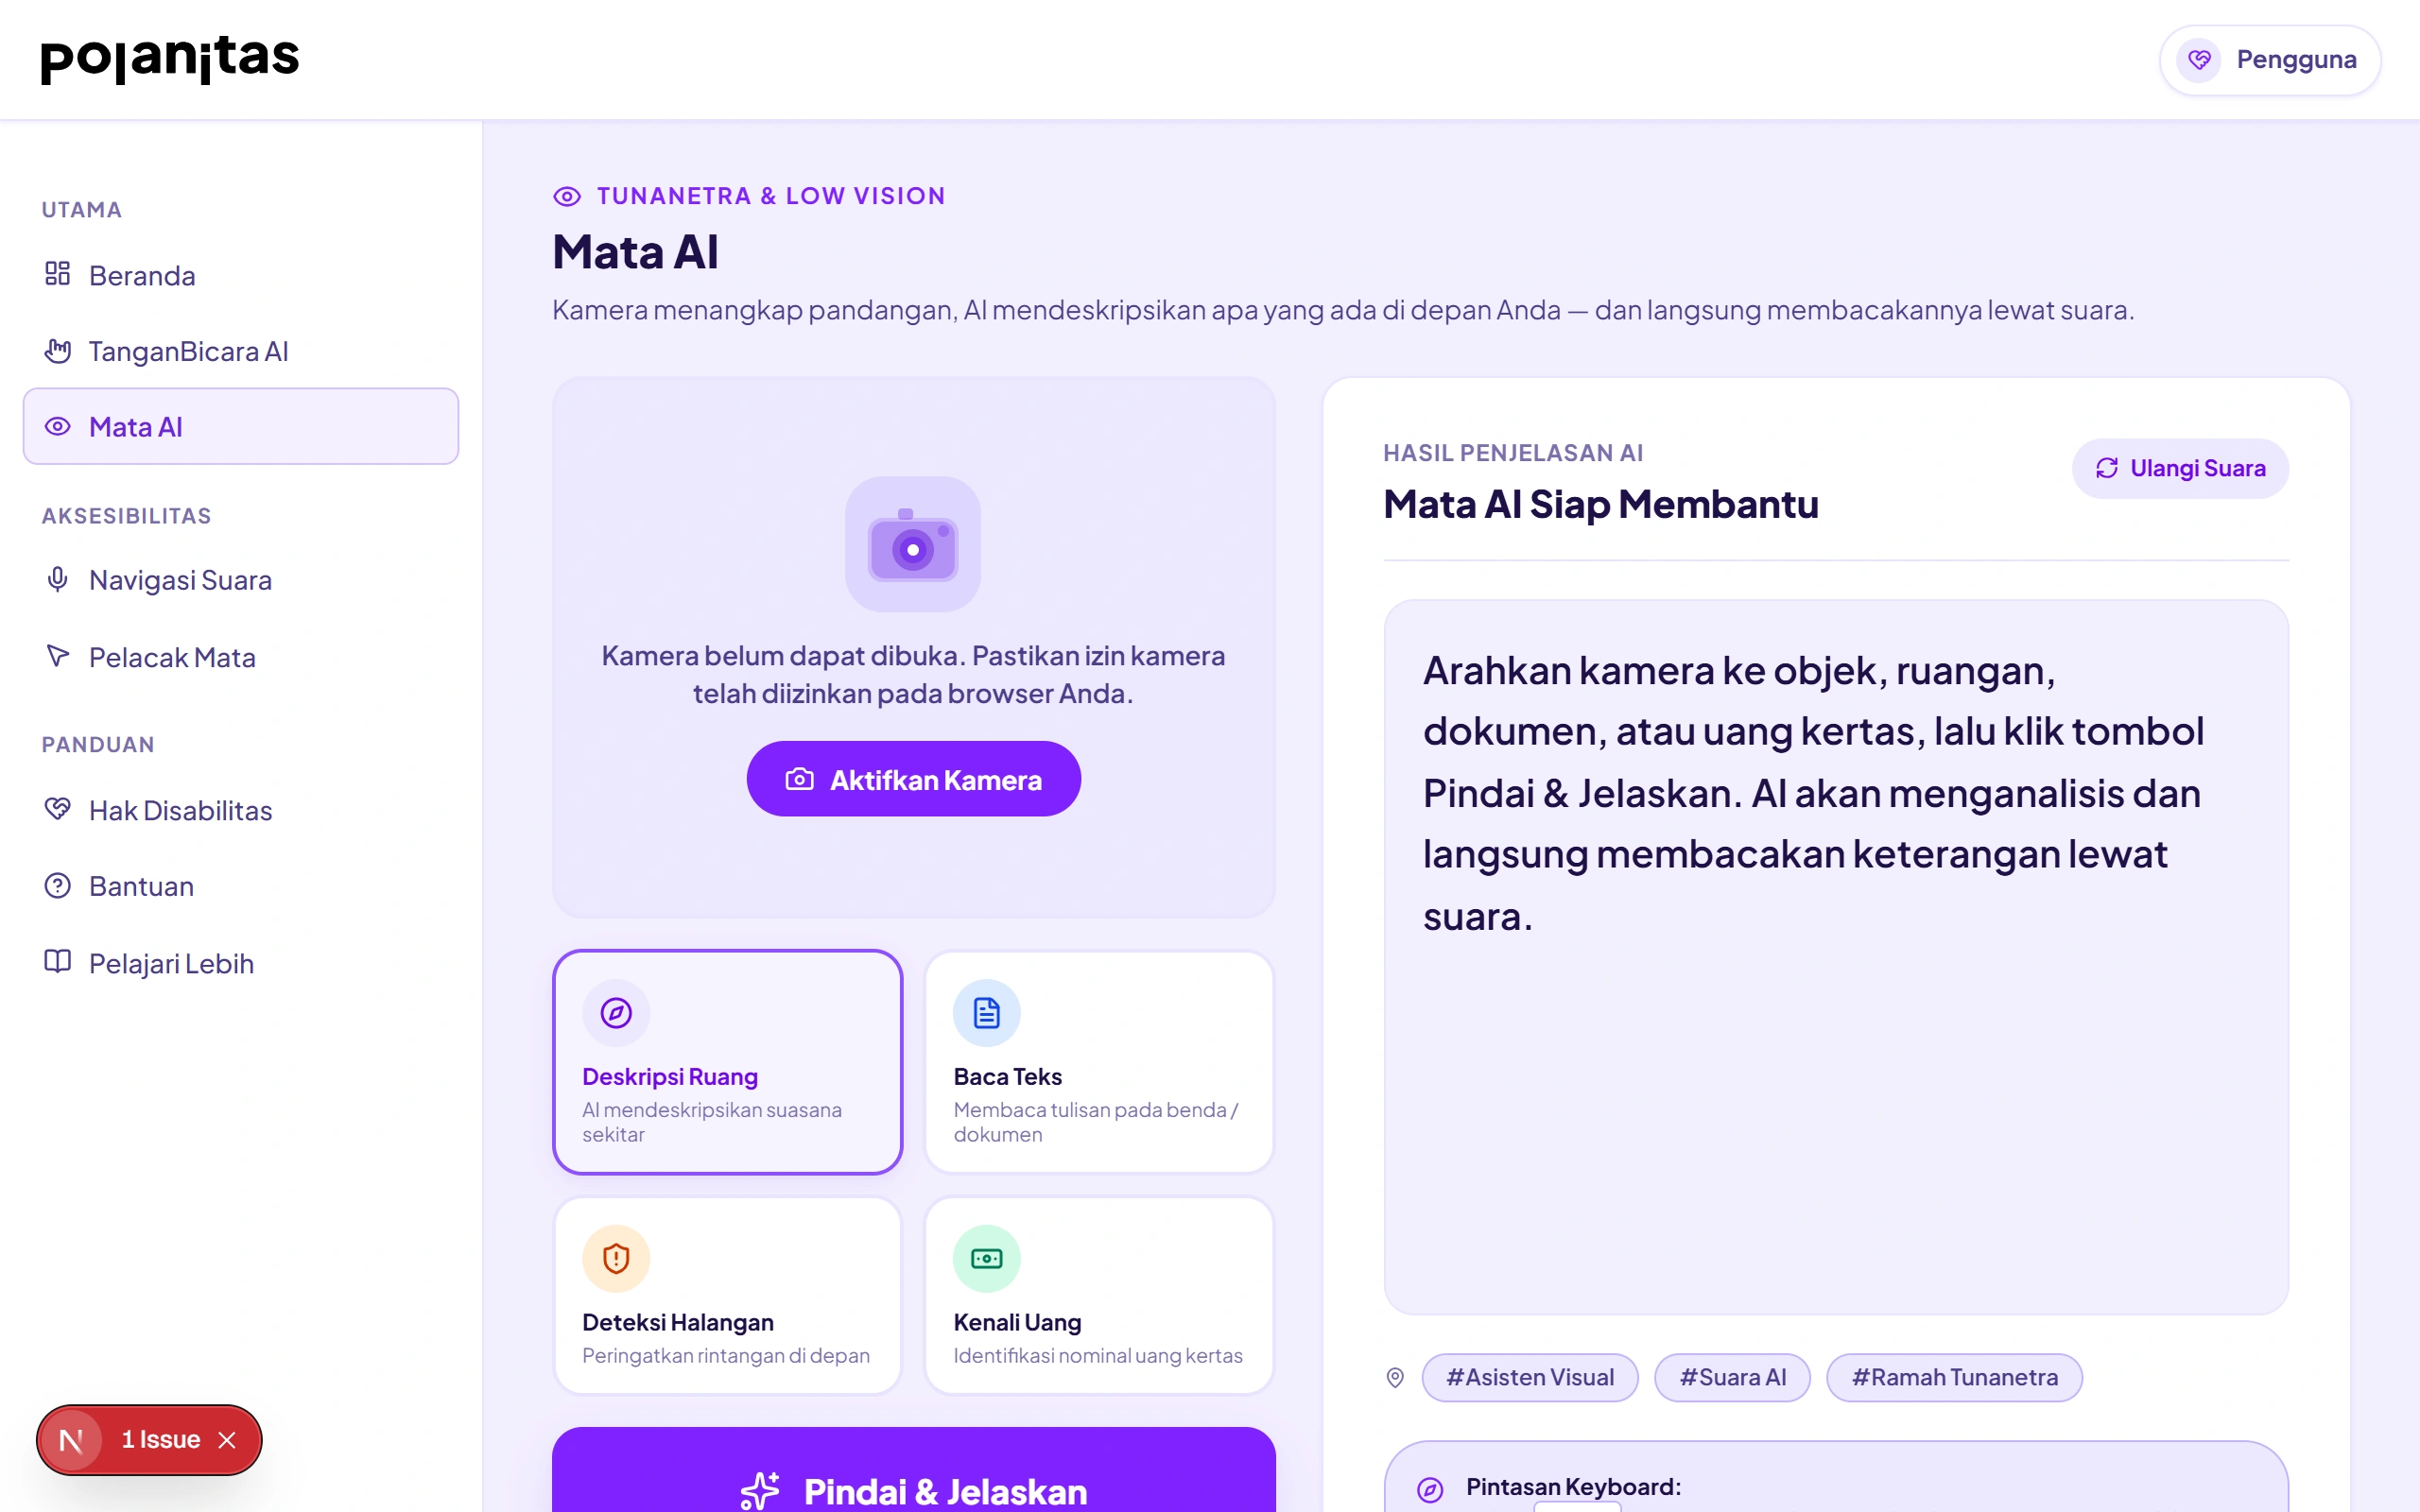 polanitas
Pengguna
UTAMA
Beranda
TanganBicara AI
Mata AI
AKSESIBILITAS
Navigasi Suara
Pelacak Mata
PANDUAN
Hak Disabilitas
Bantuan
Pelajari Lebih
1 Issue
TUNANETRA & LOW VISION
Mata AI
Kamera menangkap pandangan, AI mendeskripsikan apa yang ada di depan Anda — dan langsung membacakannya lewat suara.
Kamera belum dapat dibuka. Pastikan izin kamera
telah diizinkan pada browser Anda.
Aktifkan Kamera
Deskripsi Ruang
AI mendeskripsikan suasana
sekitar
Baca Teks
Membaca tulisan pada benda /
dokumen
Deteksi Halangan
Peringatkan rintangan di depan
Kenali Uang
Identifikasi nominal uang kertas
Pindai & Jelaskan
HASIL PENJELASAN AI
Mata AI Siap Membantu
Ulangi Suara
Arahkan kamera ke objek, ruangan,
dokumen, atau uang kertas, lalu klik tombol
Pindai & Jelaskan. AI akan menganalisis dan
langsung membacakan keterangan lewat
suara.
#Asisten Visual
#Suara AI
#Ramah Tunanetra
Pintasan Keyboard: